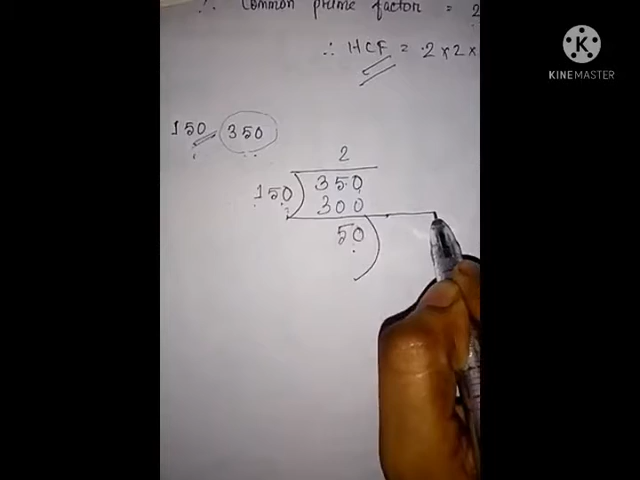 ∴ Common prime factor = 2
∴ HCF = 2 × 2 ×
150, 350
2
150 ) 350
300
50 )
K
KINEMASTER